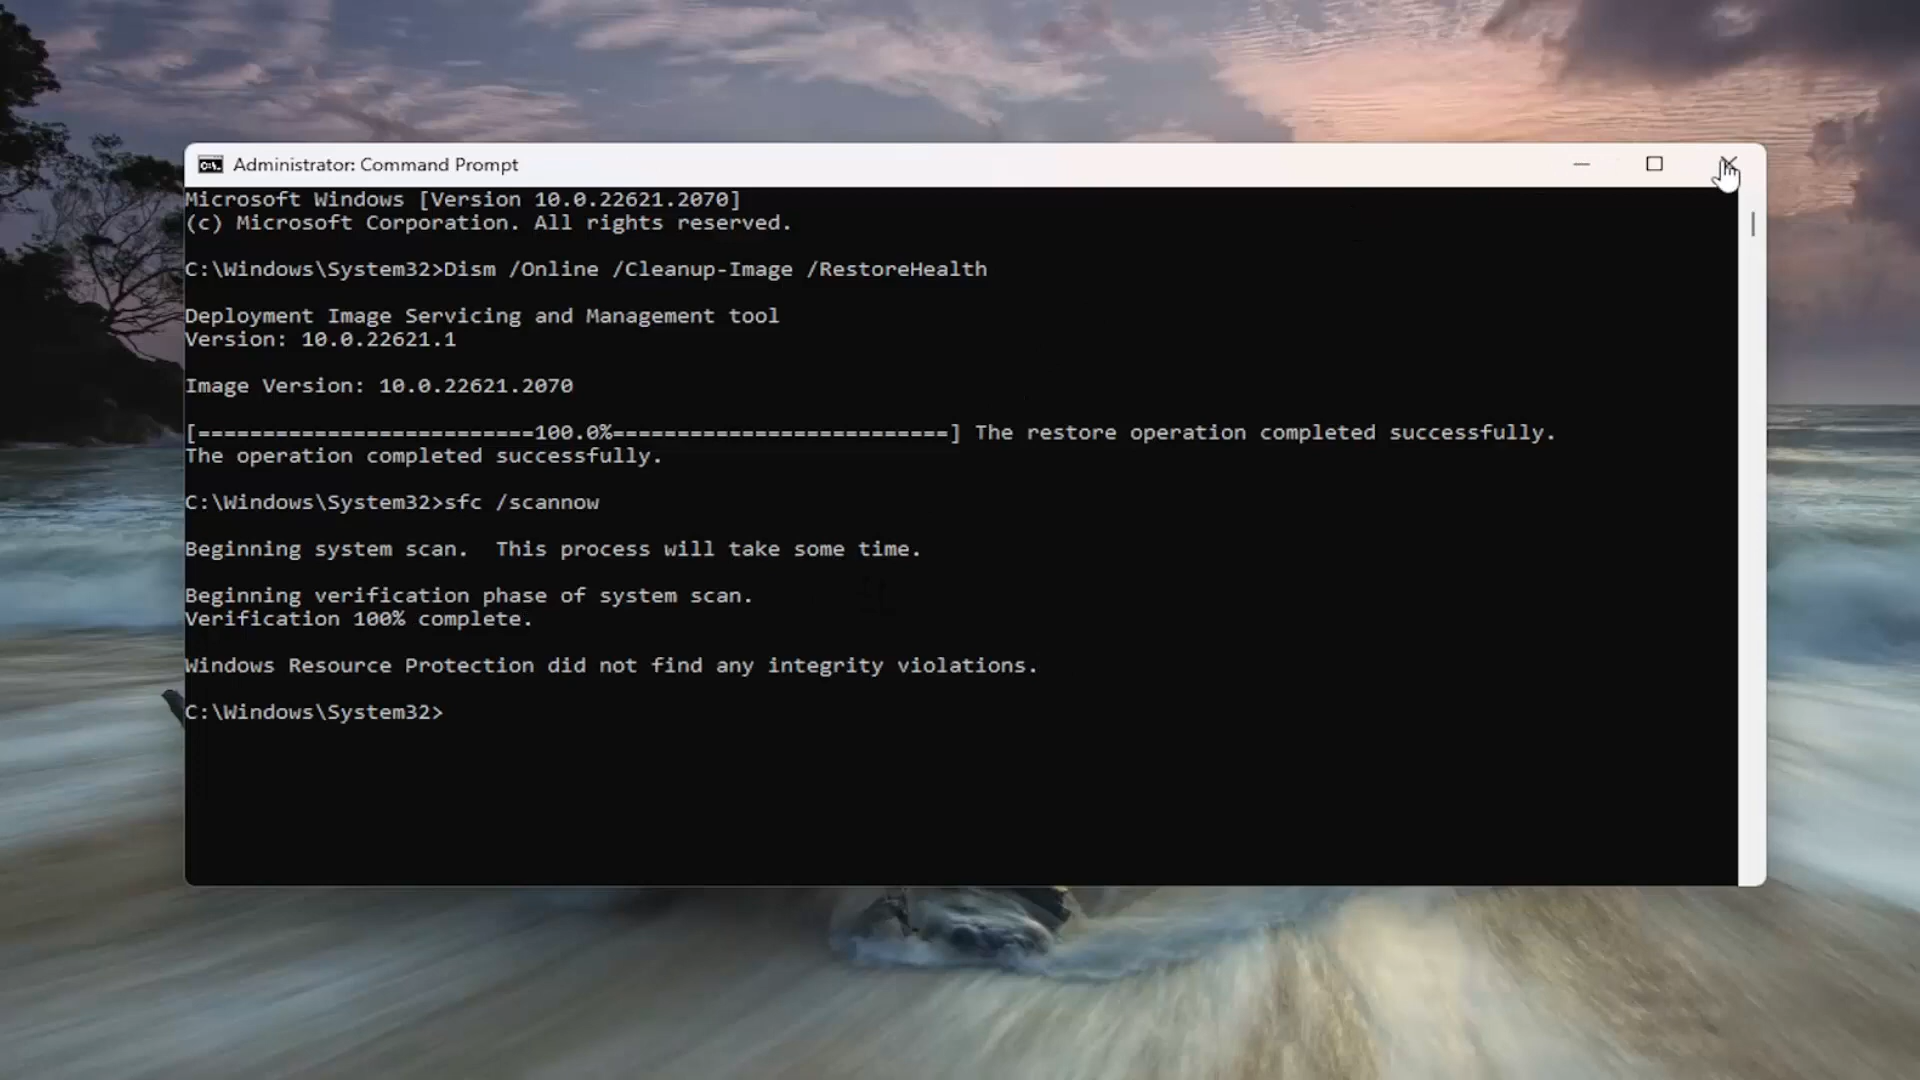 Administrator: Command Prompt
Microsoft Windows [Version 10.0.22621.2070]
(c) Microsoft Corporation. All rights reserved.
C:\Windows\System32>Dism /Online /Cleanup-Image /RestoreHealth
Deployment Image Servicing and Management tool
Version: 10.0.22621.1
Image Version: 10.0.22621.2070
[==========================100.0%==========================] The restore operation completed successfully.
The operation completed successfully.
C:\Windows\System32>sfc /scannow
Beginning system scan.  This process will take some time.
Beginning verification phase of system scan.
Verification 100% complete.
Windows Resource Protection did not find any integrity violations.
C:\Windows\System32>